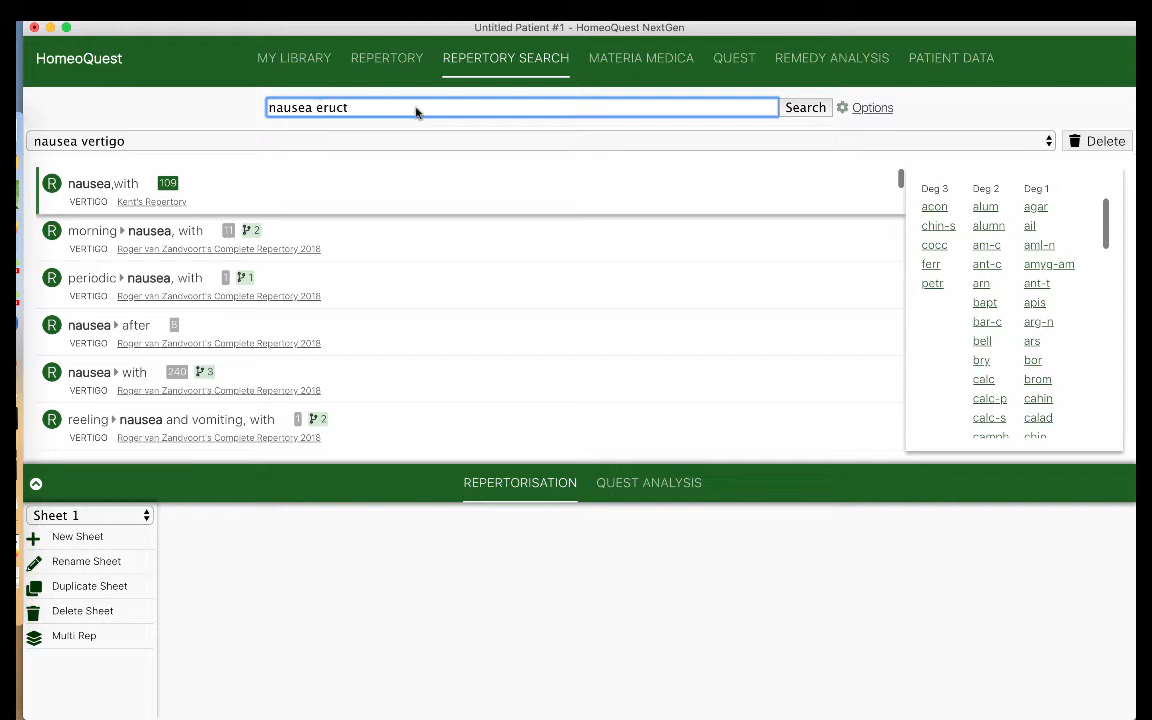 Untitled Patient #1 - HomeoQuest NextGen
HomeoQuest MY LIBRARY REPERTORY REPERTORY SEARCH MATERIA MEDICA QUEST REMEDY ANALYSIS PATIENT DATA
nausea eruct Search Options
nausea vertigo Delete
R nausea,with 109
VERTIGO Kent's Repertory
R morning nausea, with 11 2
VERTIGO Roger van Zandvoort's Complete Repertory 2018
R periodic nausea, with 1 1
VERTIGO Roger van Zandvoort's Complete Repertory 2018
R nausea after 8
VERTIGO Roger van Zandvoort's Complete Repertory 2018
R nausea with 240 3
VERTIGO Roger van Zandvoort's Complete Repertory 2018
R reeling nausea and vomiting, with 1 2
VERTIGO Roger van Zandvoort's Complete Repertory 2018
Deg 3 Deg 2 Deg 1
acon alum agar
chin-s alumn ail
cocc am-c aml-n
ferr ant-c amyg-am
petr arn ant-t
bapt apis
bar-c arg-n
bell ars
bry bor
calc brom
calc-p cahin
calc-s calad
camph chin
REPERTORISATION QUEST ANALYSIS
Sheet 1
New Sheet
Rename Sheet
Duplicate Sheet
Delete Sheet
Multi Rep